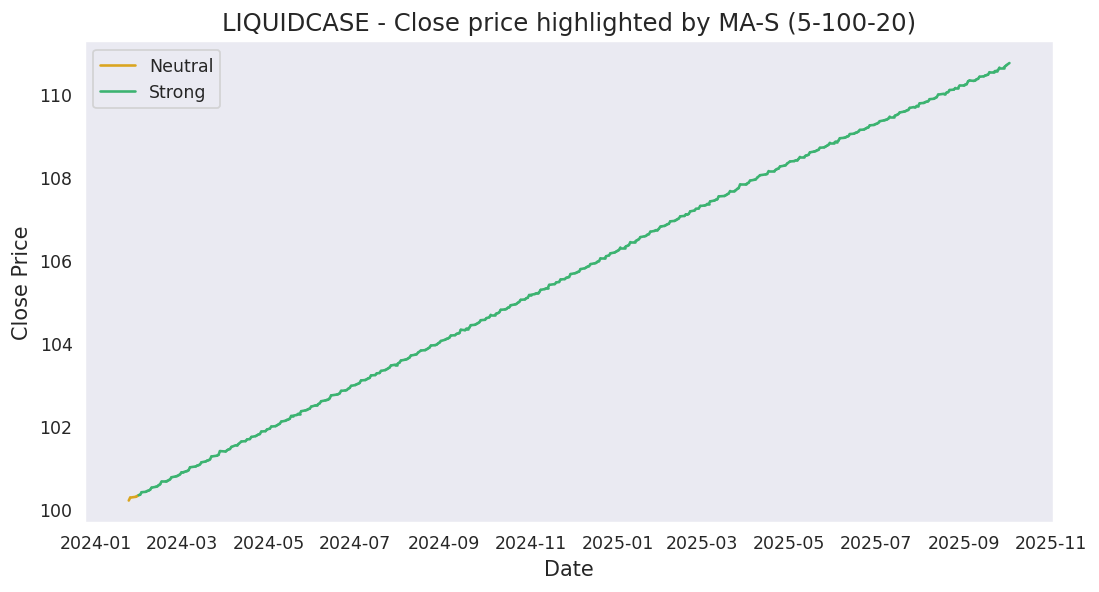 LIQUIDCASE - Close price highlighted by MA-S (5-100-20)
Neutral
Strong
Close Price
110
108
106
104
102
100
2024-01 2024-03 2024-05 2024-07 2024-09 2024-11 2025-01 2025-03 2025-05 2025-07 2025-09 2025-11
Date